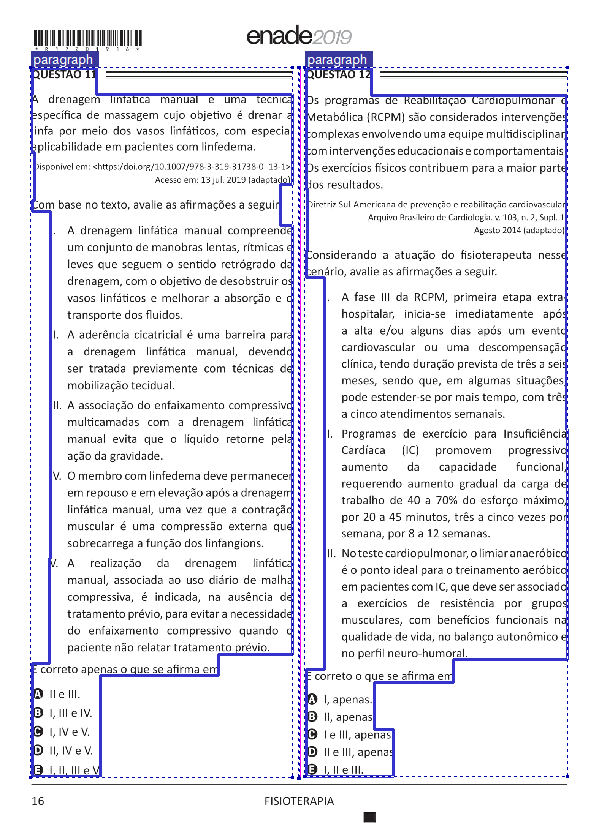 *R1720191​6*
enade2019
paragraph
QUESTÃO 11
A drenagem linfática manual é uma técnica
específica de massagem cujo objetivo é drenar a
linfa por meio dos vasos linfáticos, com especial
aplicabilidade em pacientes com linfedema.
Disponível em: <https:/doi.org/10.1007/978-3-319-31738-0_13-1>.
Acesso em: 13 jul. 2019 (adaptado).
Com base no texto, avalie as afirmações a seguir.
I. A drenagem linfática manual compreende
um conjunto de manobras lentas, rítmicas e
leves que seguem o sentido retrógrado da
drenagem, com o objetivo de desobstruir os
vasos linfáticos e melhorar a absorção e o
transporte dos fluidos.
II. A aderência cicatricial é uma barreira para
a drenagem linfática manual, devendo
ser tratada previamente com técnicas de
mobilização tecidual.
III. A associação do enfaixamento compressivo
multicamadas com a drenagem linfática
manual evita que o líquido retorne pela
ação da gravidade.
IV. O membro com linfedema deve permanecer
em repouso e em elevação após a drenagem
linfática manual, uma vez que a contração
muscular é uma compressão externa que
sobrecarrega a função dos linfangions.
V. A realização da drenagem linfática
manual, associada ao uso diário de malha
compressiva, é indicada, na ausência de
tratamento prévio, para evitar a necessidade
do enfaixamento compressivo quando o
paciente não relatar tratamento prévio.
É correto apenas o que se afirma em
A II e III.
B I, III e IV.
C I, IV e V.
D II, IV e V.
E I, II, III e V.
paragraph
QUESTÃO 12
Os programas de Reabilitação Cardiopulmonar e
Metabólica (RCPM) são considerados intervenções
complexas envolvendo uma equipe multidisciplinar,
com intervenções educacionais e comportamentais.
Os exercícios físicos contribuem para a maior parte
dos resultados.
Diretriz Sul-Americana de prevenção e reabilitação cardiovascular.
Arquivo Brasileiro de Cardiologia. v. 103, n. 2, Supl. 1,
Agosto 2014 (adaptado).
Considerando a atuação do fisioterapeuta nesse
cenário, avalie as afirmações a seguir.
I. A fase III da RCPM, primeira etapa extra-
hospitalar, inicia-se imediatamente após
a alta e/ou alguns dias após um evento
cardiovascular ou uma descompensação
clínica, tendo duração prevista de três a seis
meses, sendo que, em algumas situações,
pode estender-se por mais tempo, com três
a cinco atendimentos semanais.
II. Programas de exercício para Insuficiência
Cardíaca (IC) promovem progressivo
aumento da capacidade funcional,
requerendo aumento gradual da carga de
trabalho de 40 a 70% do esforço máximo,
por 20 a 45 minutos, três a cinco vezes por
semana, por 8 a 12 semanas.
III. No teste cardiopulmonar, o limiar anaeróbico
é o ponto ideal para o treinamento aeróbico
em pacientes com IC, que deve ser associado
a exercícios de resistência por grupos
musculares, com benefícios funcionais na
qualidade de vida, no balanço autonômico e
no perfil neuro-humoral.
É correto o que se afirma em
A I, apenas.
B II, apenas.
C I e III, apenas.
D II e III, apenas.
E I, II e III.
16
FISIOTERAPIA